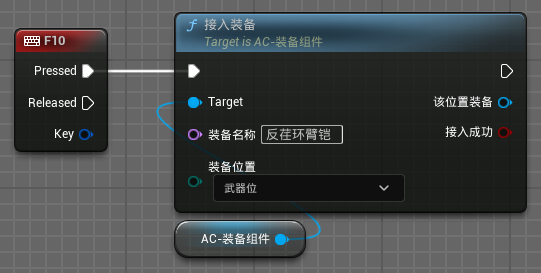 F10
Pressed
Released
Key
接入装备
Target is AC-装备组件
Target
装备名称 反茬环臂铠
装备位置
武器位
该位置装备
接入成功
AC-装备组件